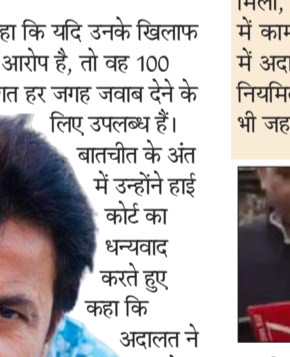 हा कि यदि उनके खिलाफ
आरोप है, तो वह 100
गत हर जगह जवाब देने के
लिए उपलब्ध हैं।
बातचीत के अंत
में उन्होंने हाई
कोर्ट का
धन्यवाद
करते हुए
कहा कि
अदालत ने
मिला,
में काम
में अदा
नियमि
भी जह